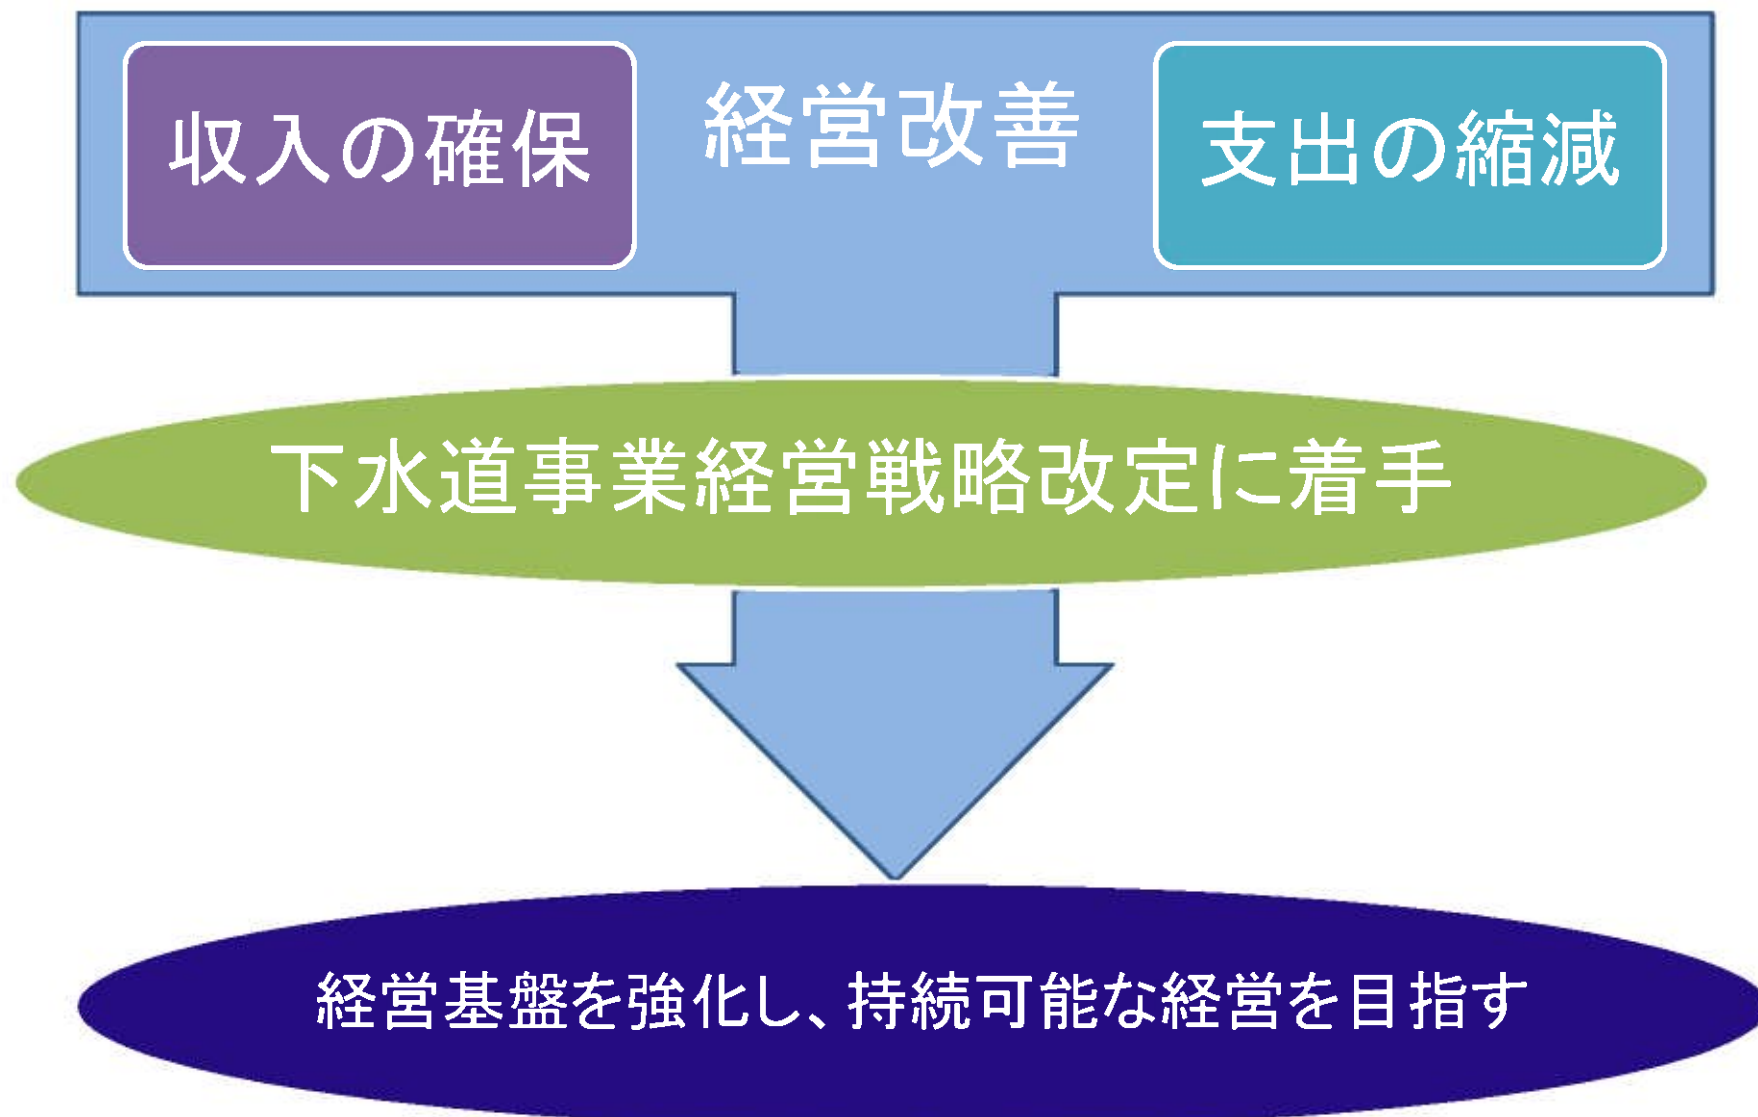 収入の確保
経営改善
支出の縮減
下水道事業経営戦略改定に着手
経営基盤を強化し、持続可能な経営を目指す